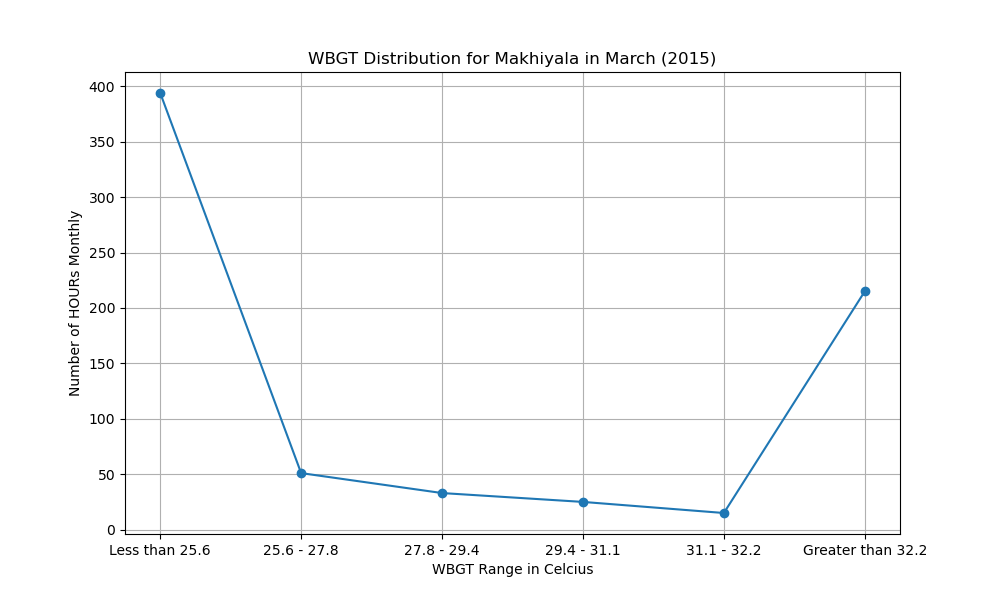 WBGT Distribution for Makhiyala in March (2015)
Number of HOURs Monthly
400
350
300
250
200
150
100
50
0
Less than 25.6
25.6 - 27.8
27.8 - 29.4
29.4 - 31.1
31.1 - 32.2
Greater than 32.2
WBGT Range in Celcius